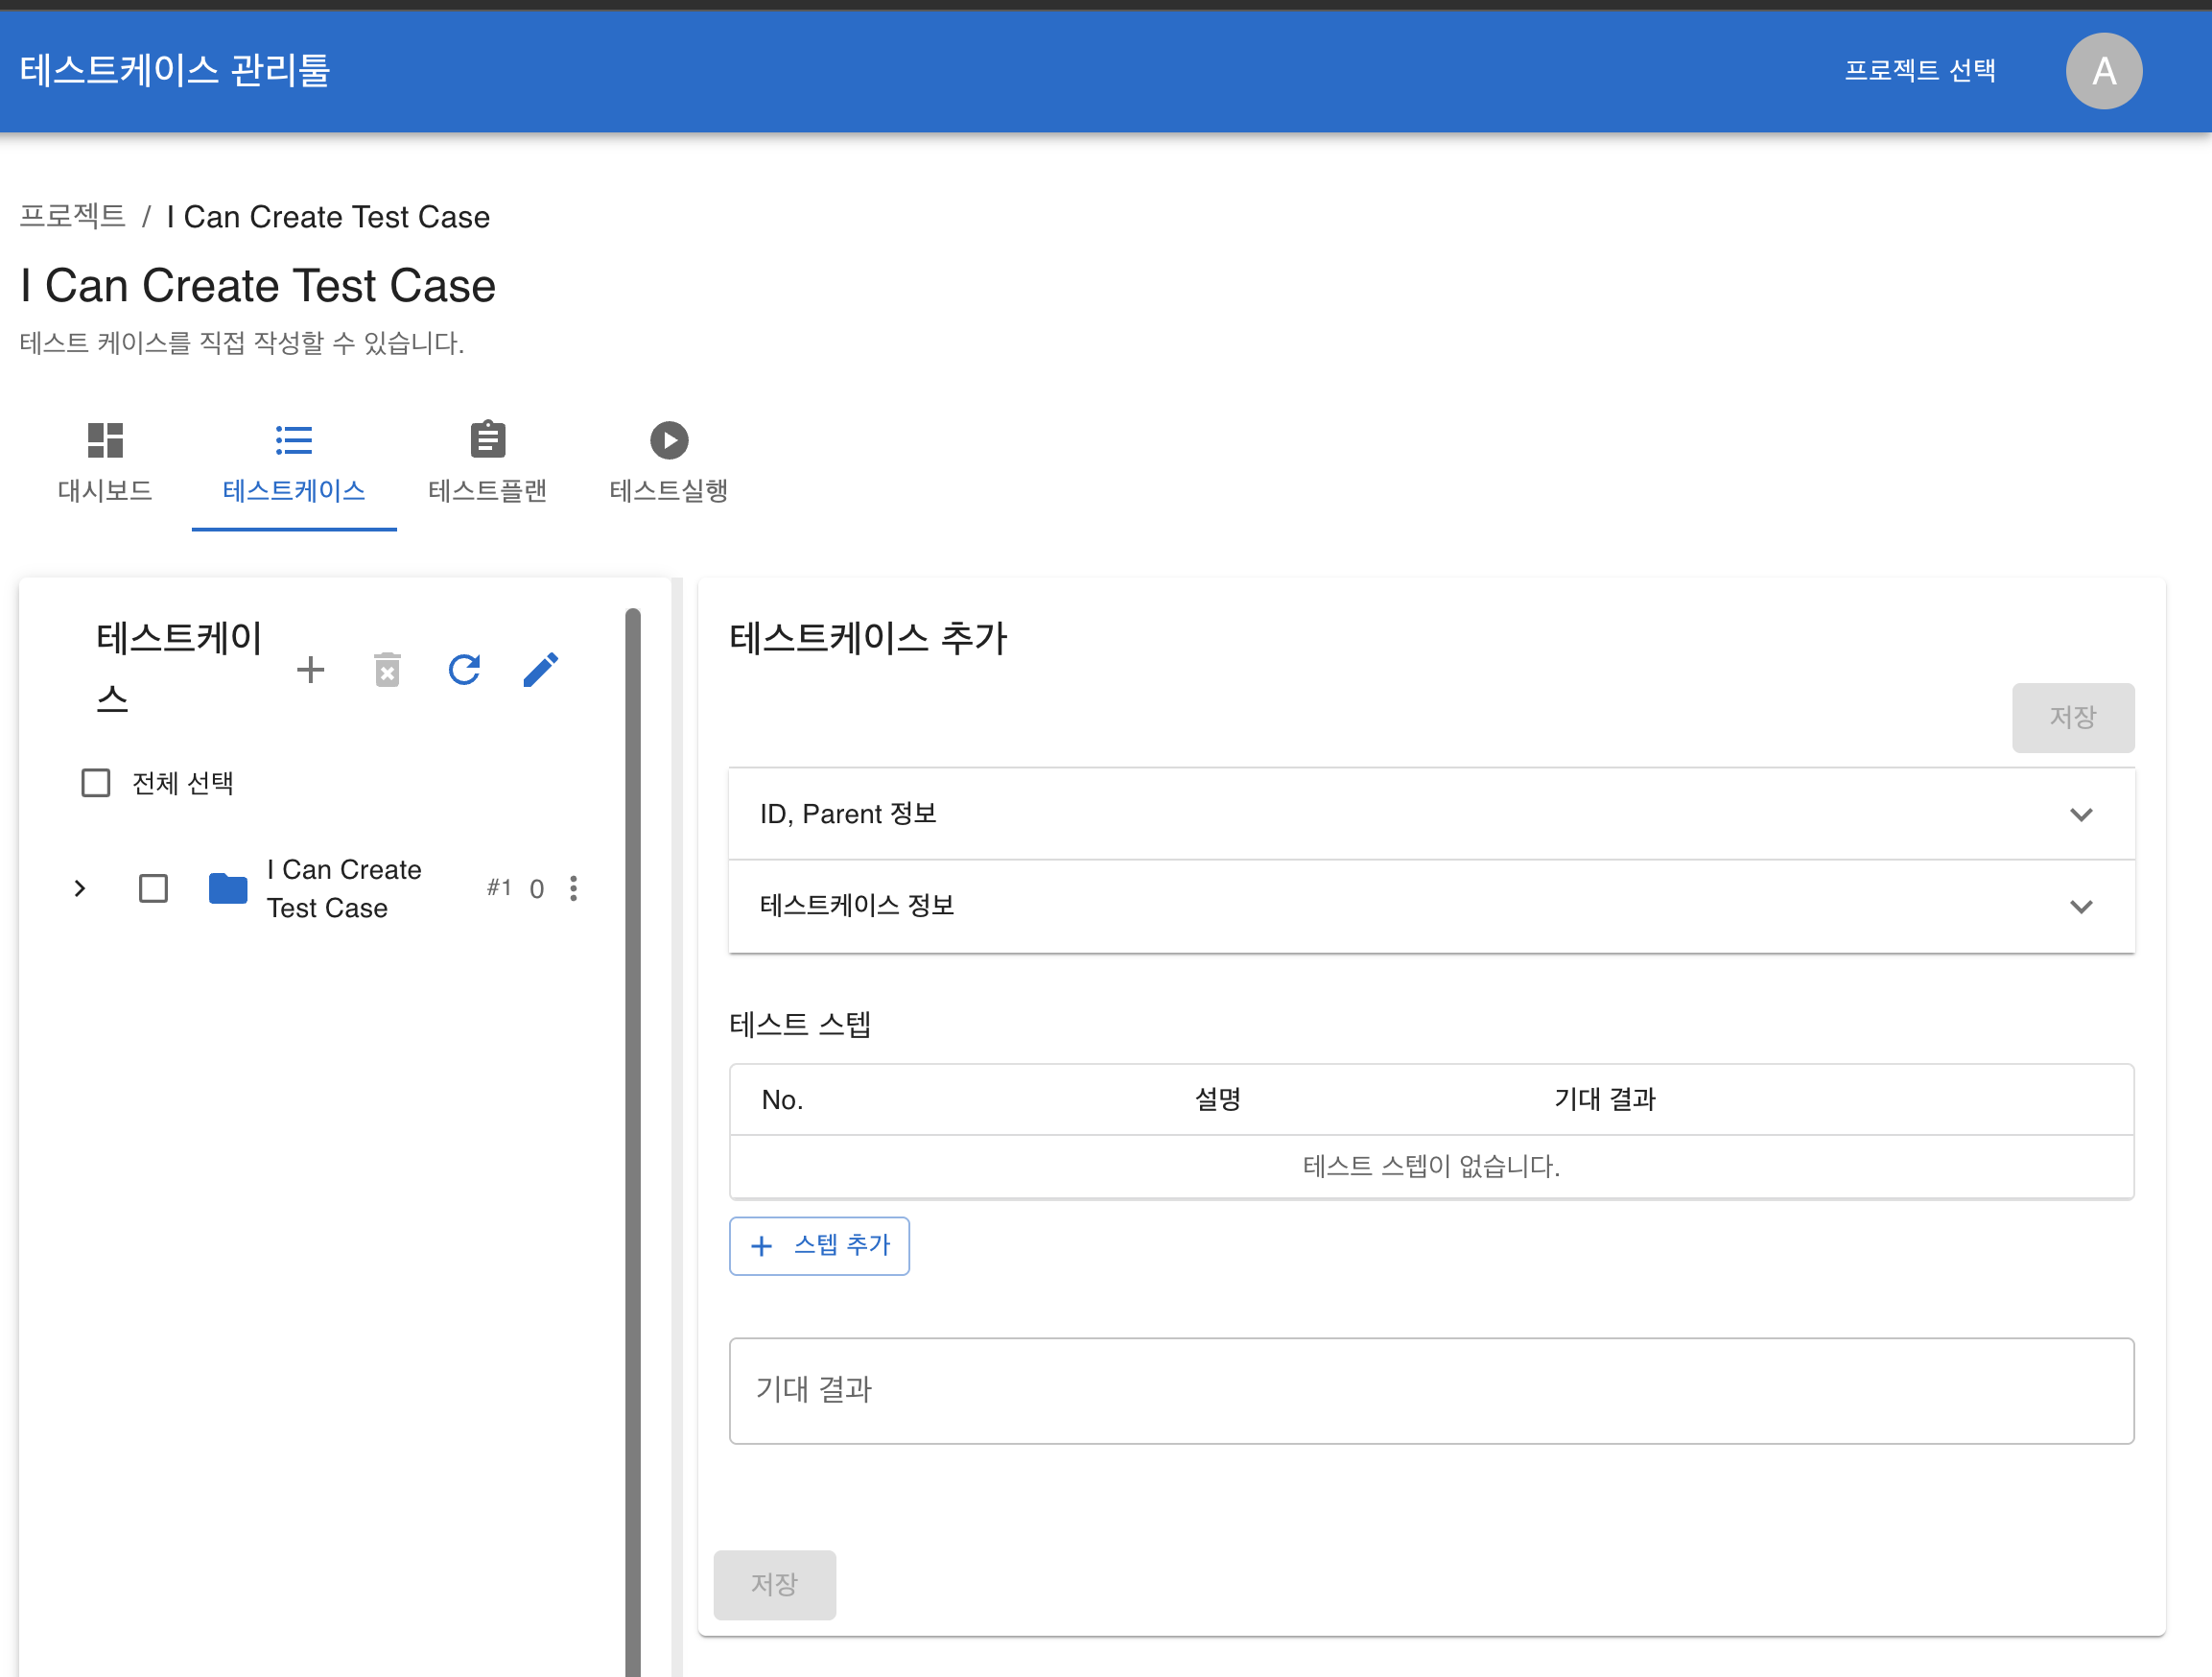 테스트케이스 관리툴
프로젝트 선택
A
프로젝트 / I Can Create Test Case
I Can Create Test Case
테스트 케이스를 직접 작성할 수 있습니다.
대시보드
테스트케이스
테스트플랜
테스트실행
테스트케이
스
전체 선택
I Can Create
Test Case
#1 0
테스트케이스 추가
저장
ID, Parent 정보
테스트케이스 정보
테스트 스텝
No. 설명 기대 결과
테스트 스텝이 없습니다.
스텝 추가
기대 결과
저장